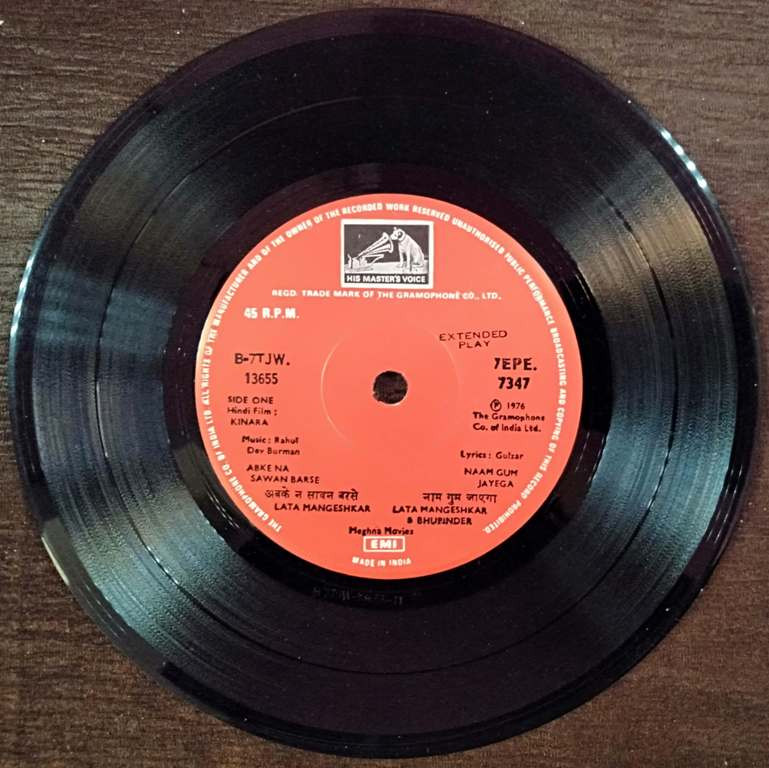 THE GRAMOPHONE CO. OF INDIA LTD. ALL RIGHTS OF THE MANUFACTURER AND OF THE OWNER OF THE RECORDED WORK RESERVED UNAUTHORISED PUBLIC PERFORMANCE BROADCASTING AND COPYING OF THIS RECORD PROHIBITED.
HIS MASTER'S VOICE
REGD. TRADE MARK OF THE GRAMOPHONE CO., LTD.
45 R.P.M.
EXTENDED
PLAY
B-7TJW.
13655
7EPE.
7347
SIDE ONE
Hindi Film :
KINARA
Ⓟ 1976
The Gramophone
Co. of India Ltd.
Music : Rahul
Dev Burman
Lyrics : Gulzar
ABKE NA
SAWAN BARSE
अबके न सावन बरसे
LATA MANGESHKAR
NAAM GUM
JAYEGA
नाम गुम जाएगा
LATA MANGESHKAR
& BHUPINDER
Meghna Movies
EMI
MADE IN INDIA